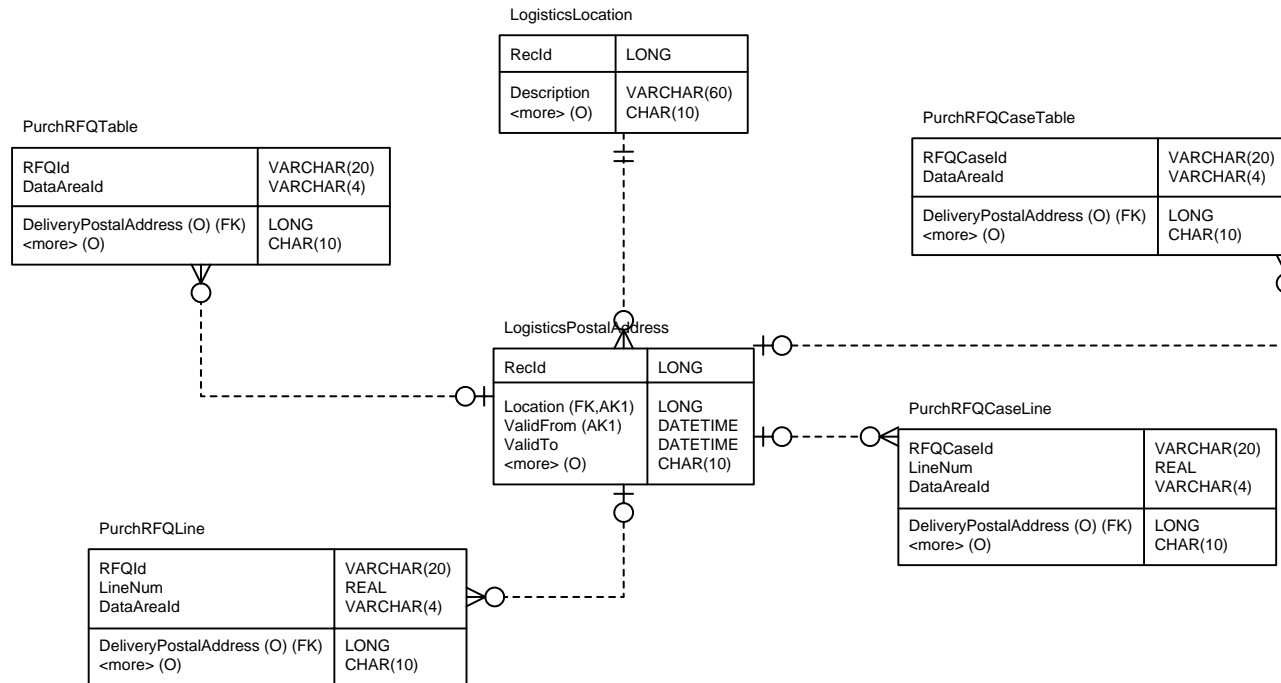 LogisticsLocation
RecId LONG
Description VARCHAR(60)
<more> (O) CHAR(10)
PurchRFQTable
RFQId VARCHAR(20)
DataAreaId VARCHAR(4)
DeliveryPostalAddress (O) (FK) LONG
<more> (O) CHAR(10)
PurchRFQCaseTable
RFQCaseId VARCHAR(20)
DataAreaId VARCHAR(4)
DeliveryPostalAddress (O) (FK) LONG
<more> (O) CHAR(10)
LogisticsPostalAddress
RecId LONG
Location (FK,AK1) LONG
ValidFrom (AK1) DATETIME
ValidTo DATETIME
<more> (O) CHAR(10)
PurchRFQCaseLine
RFQCaseId VARCHAR(20)
LineNum REAL
DataAreaId VARCHAR(4)
DeliveryPostalAddress (O) (FK) LONG
<more> (O) CHAR(10)
PurchRFQLine
RFQId VARCHAR(20)
LineNum REAL
DataAreaId VARCHAR(4)
DeliveryPostalAddress (O) (FK) LONG
<more> (O) CHAR(10)